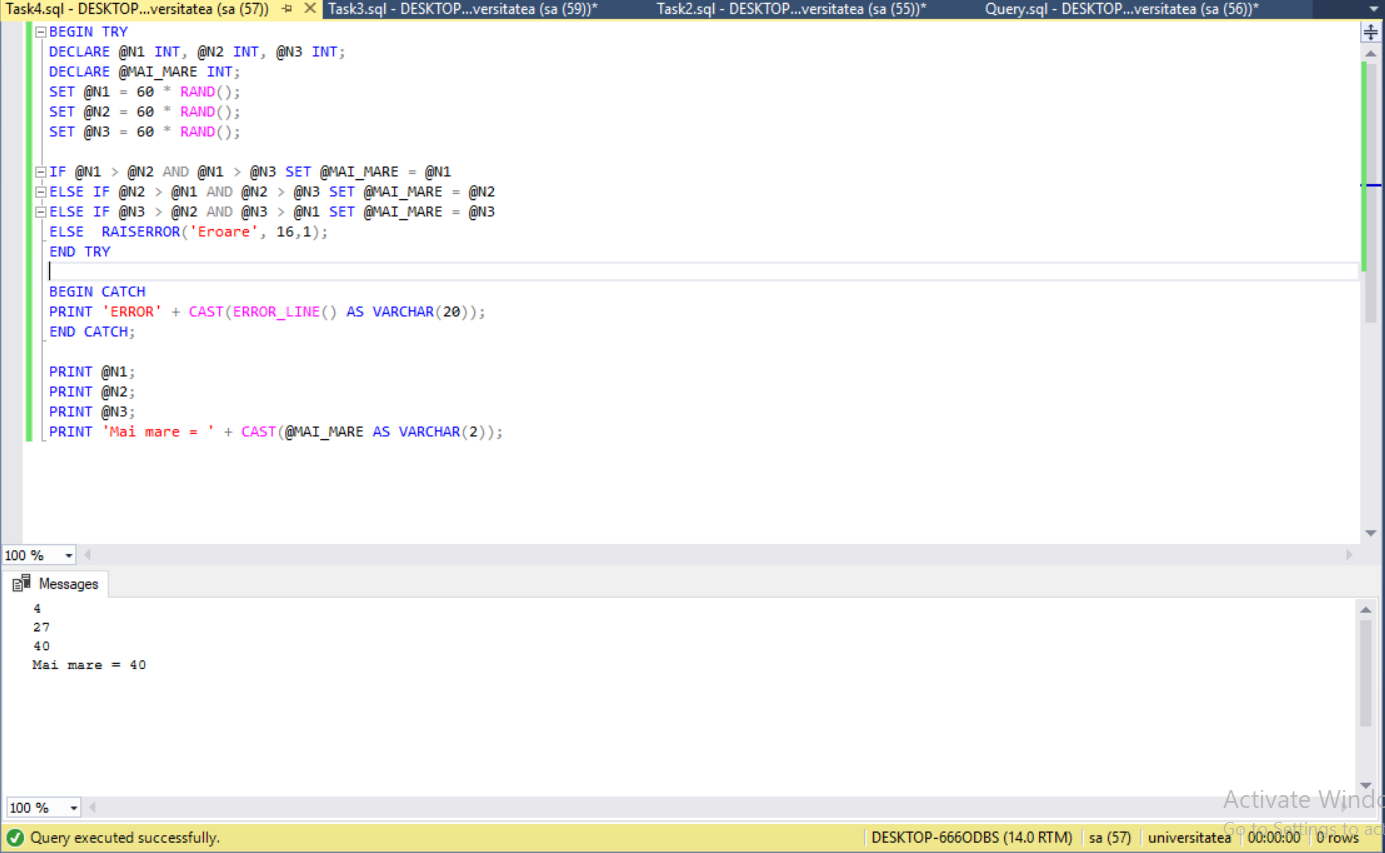 Task4.sql - DESKTOP...versitatea (sa (57)) Task3.sql - DESKTOP...versitatea (sa (59))* Task2.sql - DESKTOP...versitatea (sa (55))* Query.sql - DESKTOP...versitatea (sa (56))*
BEGIN TRY
DECLARE @N1 INT, @N2 INT, @N3 INT;
DECLARE @MAI_MARE INT;
SET @N1 = 60 * RAND();
SET @N2 = 60 * RAND();
SET @N3 = 60 * RAND();
IF @N1 > @N2 AND @N1 > @N3 SET @MAI_MARE = @N1
ELSE IF @N2 > @N1 AND @N2 > @N3 SET @MAI_MARE = @N2
ELSE IF @N3 > @N2 AND @N3 > @N1 SET @MAI_MARE = @N3
ELSE  RAISERROR('Eroare', 16,1);
END TRY
BEGIN CATCH
PRINT 'ERROR' + CAST(ERROR_LINE() AS VARCHAR(20));
END CATCH;
PRINT @N1;
PRINT @N2;
PRINT @N3;
PRINT 'Mai mare = ' + CAST(@MAI_MARE AS VARCHAR(2));
100 %
Messages
4
27
40
Mai mare = 40
100 %
Activate Windo
Go to Settings to ac
Query executed successfully. DESKTOP-666ODBS (14.0 RTM) sa (57) universitatea 00:00:00 0 rows